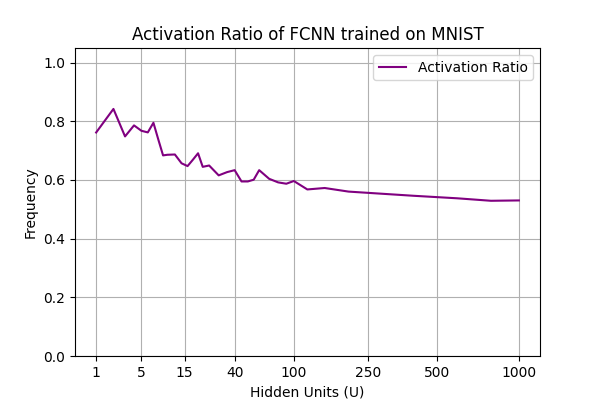 Activation Ratio of FCNN trained on MNIST
Activation Ratio
1.0
0.8
0.6
0.4
0.2
0.0
Frequency
1 5 15 40 100 250 500 1000
Hidden Units (U)